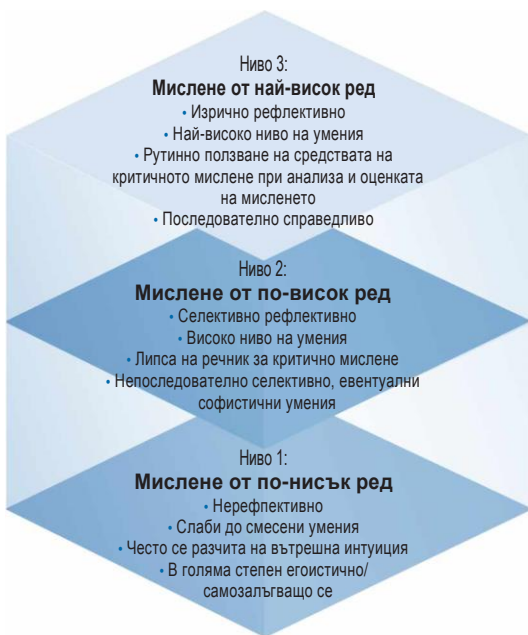 Ниво 3:
Мислене от най-висок ред
• Изрично рефлективно
• Най-високо ниво на умения
• Рутинно ползване на средствата на
критичното мислене при анализа и оценката
на мисленето
• Последователно справедливо
Ниво 2:
Мислене от по-висок ред
• Селективно рефлективно
• Високо ниво на умения
• Липса на речник за критично мислене
• Непоследователно селективно, евентуални
софистични умения
Ниво 1:
Мислене от по-нисък ред
• Нерефлективно
• Слаби до смесени умения
• Често се разчита на вътрешна интуиция
• В голяма степен егоистично/
самозалъгващо се